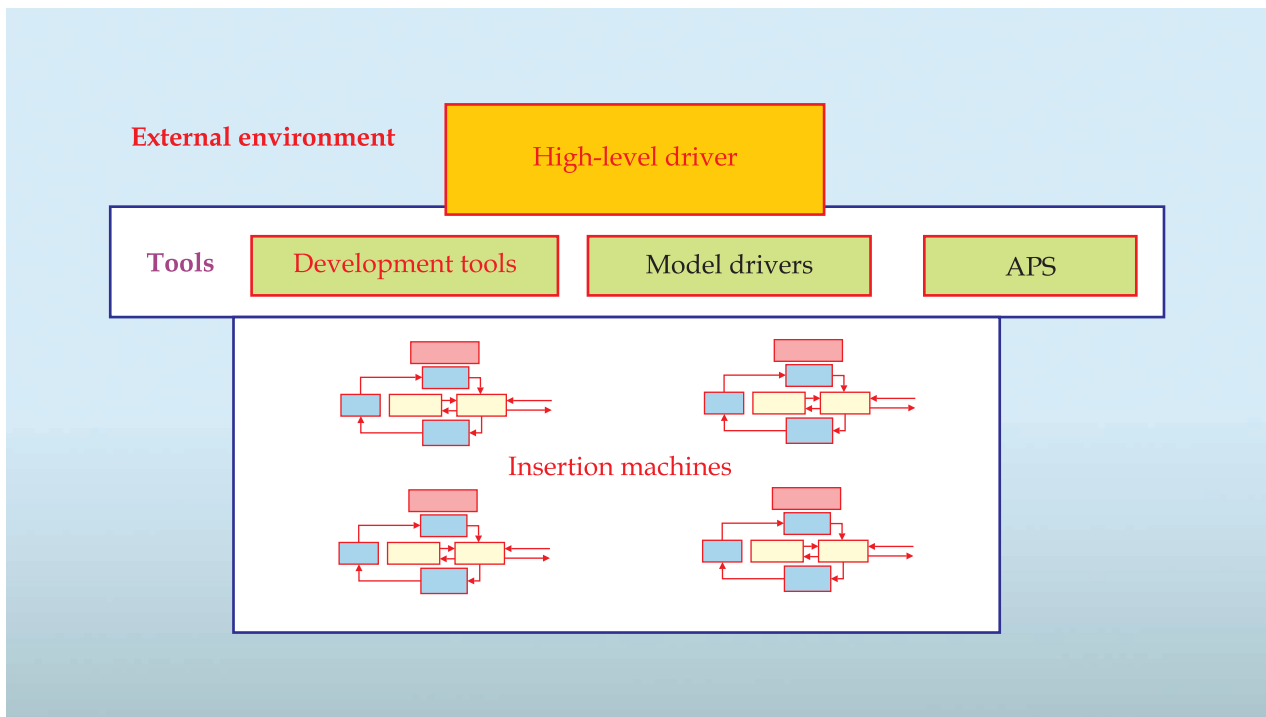 External environment
High-level driver
Tools
Development tools
Model drivers
APS
Insertion machines